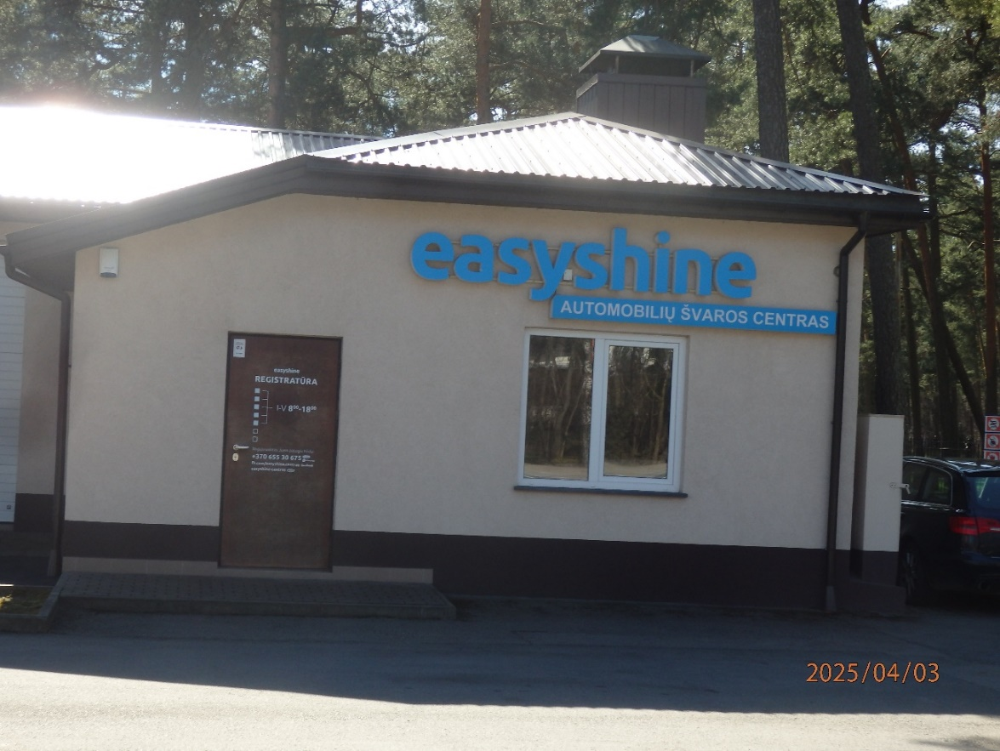 easyshine
AUTOMOBILIŲ ŠVAROS CENTRAS
easyshine
REGISTRATŪRA
I-V 8⁰⁰-18⁰⁰
+370 655 30 675
2025/04/03